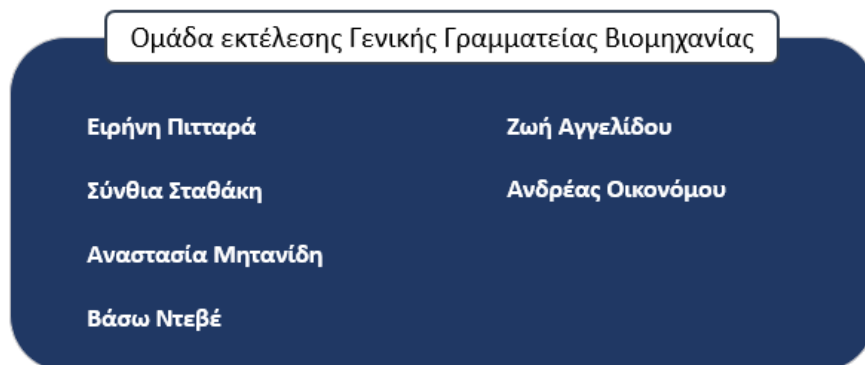 Ομάδα εκτέλεσης Γενικής Γραμματείας Βιομηχανίας
Ειρήνη Πιτταρά
Σύνθια Σταθάκη
Αναστασία Μητανίδη
Βάσω Ντεβέ
Ζωή Αγγελίδου
Ανδρέας Οικονόμου